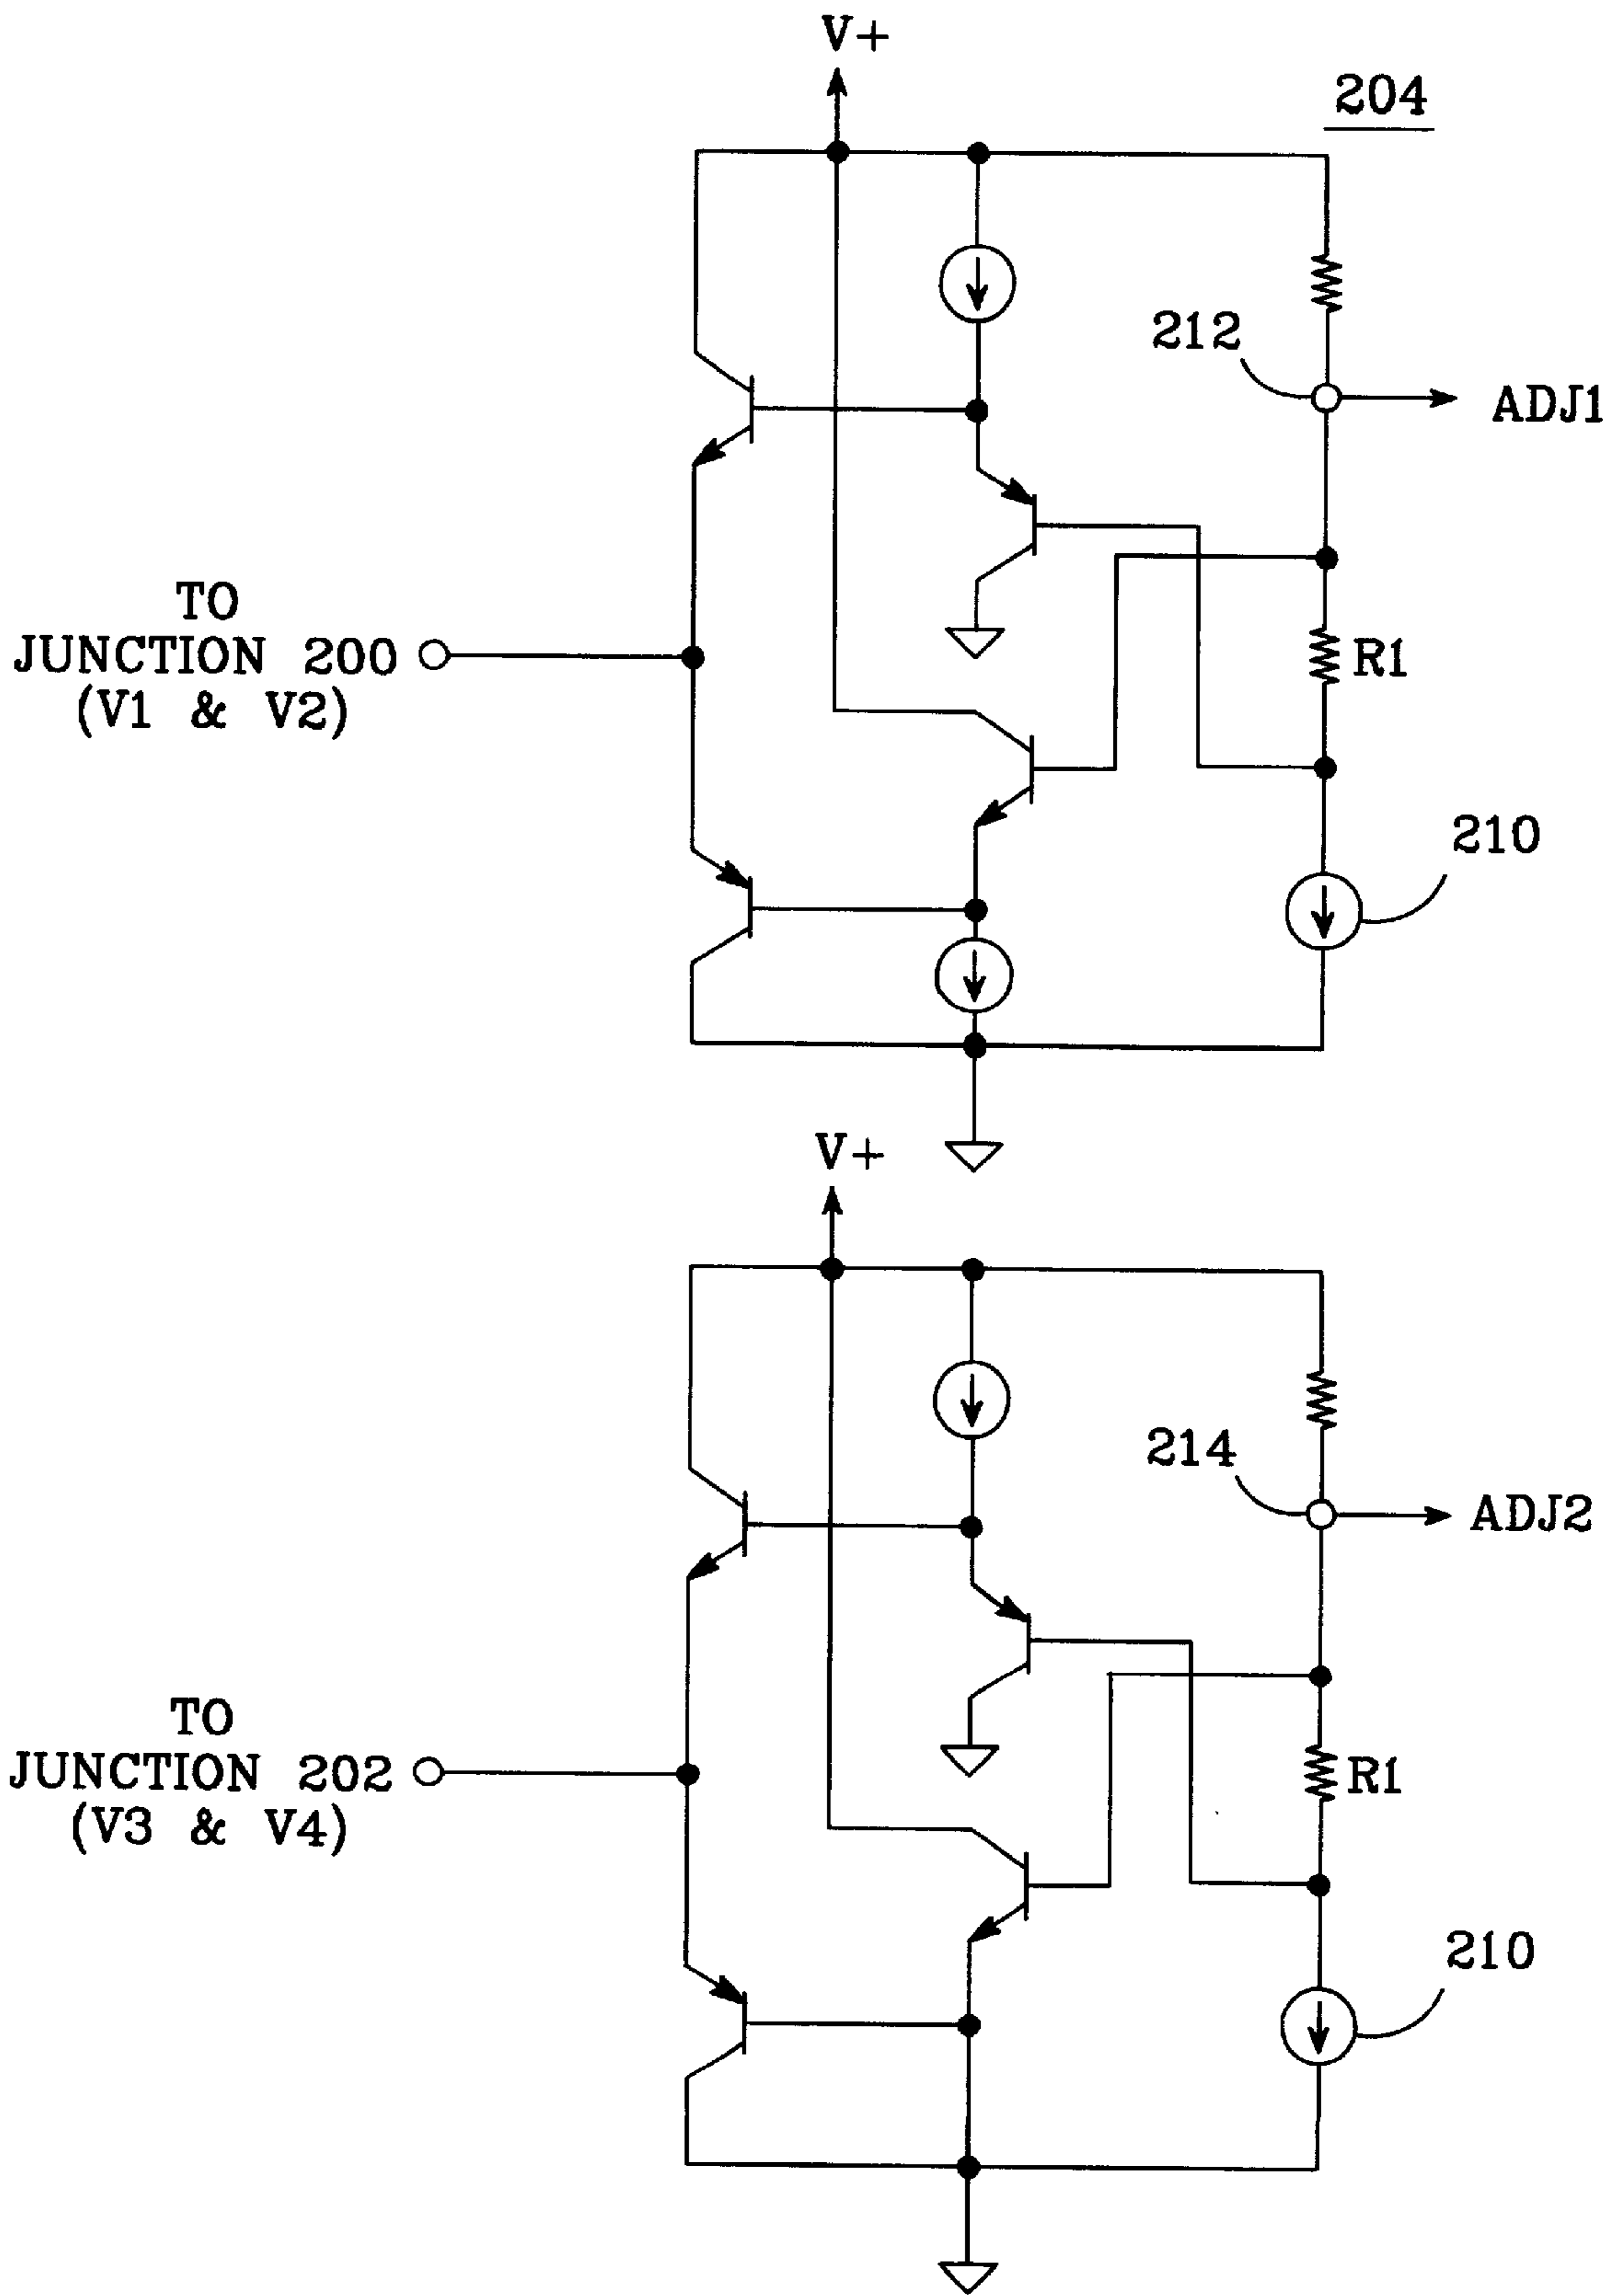 V+
204
212
ADJ1
TO
JUNCTION 200
(V1 & V2)
R1
210
V+
214
ADJ2
TO
JUNCTION 202
(V3 & V4)
R1
210